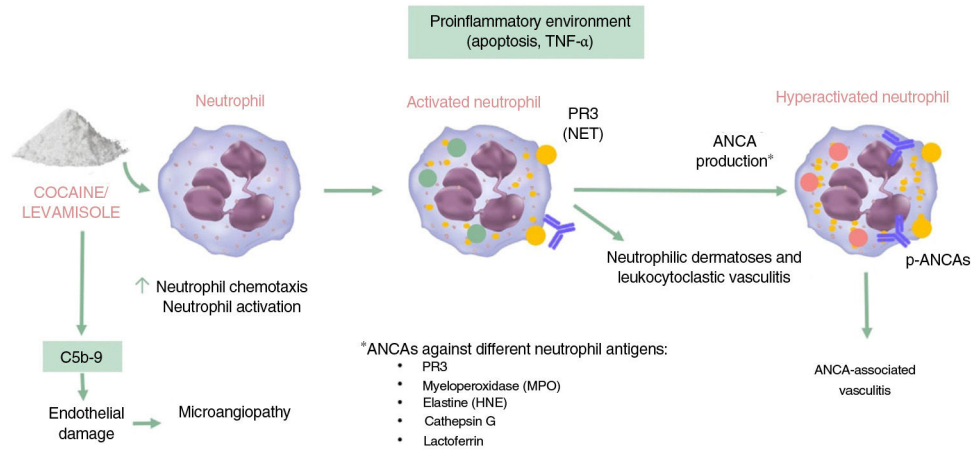 Proinflammatory environment
(apoptosis, TNF-α)
Neutrophil
Activated neutrophil
Hyperactivated neutrophil
PR3
(NET)
ANCA
production*
COCAINE/
LEVAMISOLE
Neutrophilic dermatoses and
leukocytoclastic vasculitis
p-ANCAs
↑ Neutrophil chemotaxis
Neutrophil activation
C5b-9
Endothelial
damage
Microangiopathy
*ANCAs against different neutrophil antigens:
• PR3
• Myeloperoxidase (MPO)
• Elastine (HNE)
• Cathepsin G
• Lactoferrin
ANCA-associated
vasculitis